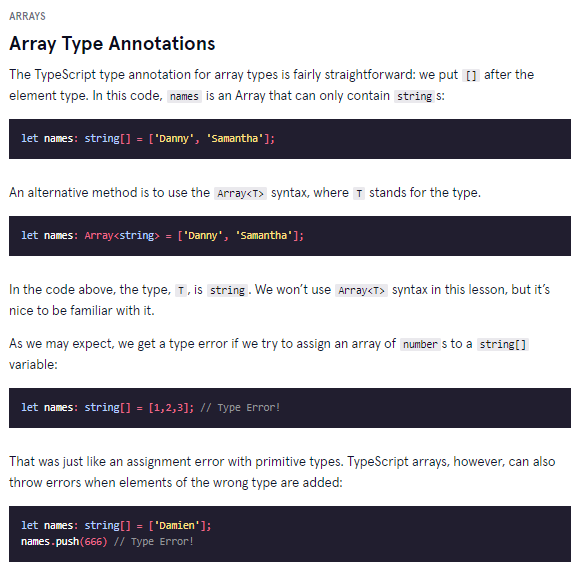 ARRAYS
Array Type Annotations
The TypeScript type annotation for array types is fairly straightforward: we put [] after the
element type. In this code, names is an Array that can only contain string s:
let names: string[] = ['Danny', 'Samantha'];
An alternative method is to use the Array<T> syntax, where T stands for the type.
let names: Array<string> = ['Danny', 'Samantha'];
In the code above, the type, T, is string. We won’t use Array<T> syntax in this lesson, but it’s
nice to be familiar with it.
As we may expect, we get a type error if we try to assign an array of number s to a string[]
variable:
let names: string[] = [1,2,3]; // Type Error!
That was just like an assignment error with primitive types. TypeScript arrays, however, can also
throw errors when elements of the wrong type are added:
let names: string[] = ['Damien'];
names.push(666) // Type Error!